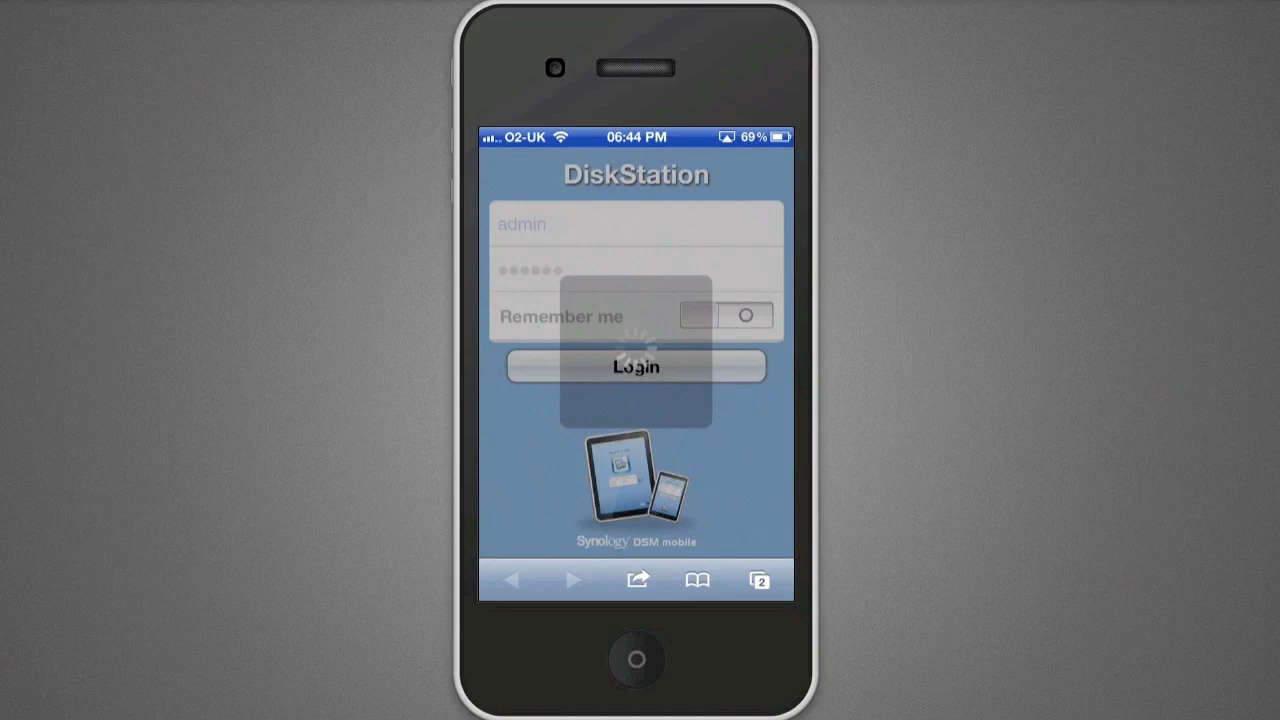 O2-UK 06:44 PM 69%
DiskStation
admin
Remember me
Login
Synology DSM mobile
2